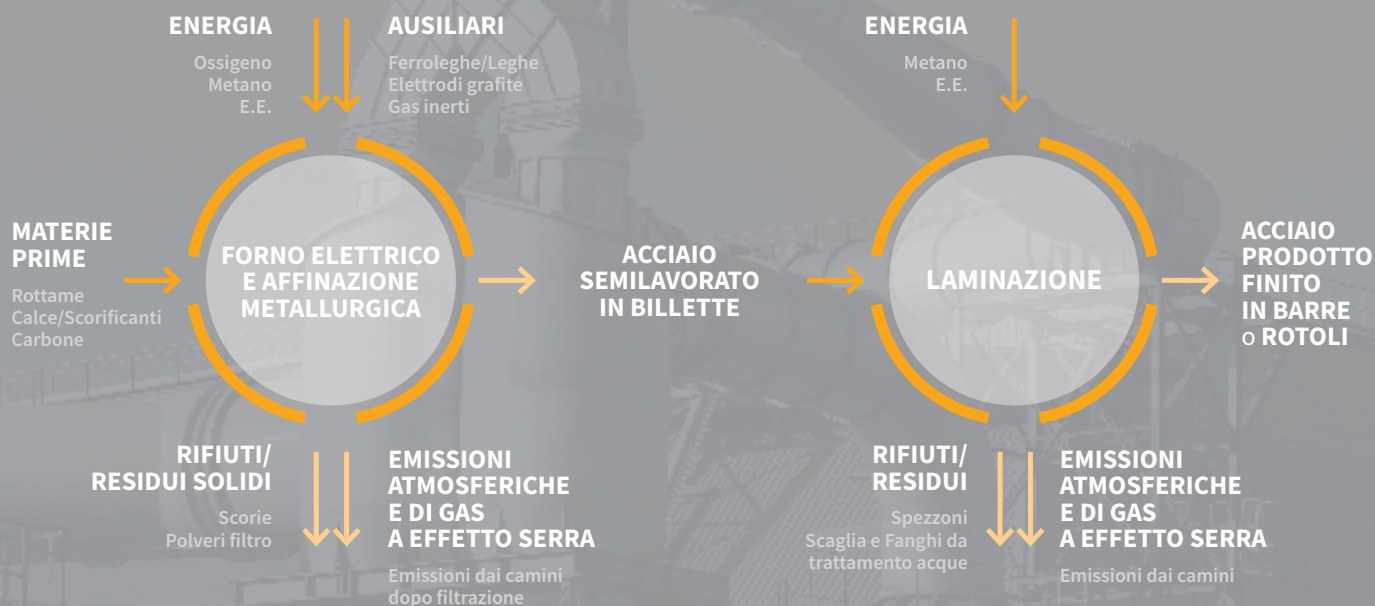 ENERGIA
Ossigeno
Metano
E.E.
AUSILIARI
Ferroleghe/Leghe
Elettrodi grafite
Gas inerti
MATERIE
PRIME
Rottame
Calce/Scorificanti
Carbone
FORNO ELETTRICO
E AFFINAZIONE
METALLURGICA
RIFIUTI/
RESIDUI SOLIDI
Scorie
Polveri filtro
EMISSIONI
ATMOSFERICHE
E DI GAS
A EFFETTO SERRA
Emissioni dai camini
dopo filtrazione
ACCIAIO
SEMILAVORATO
IN BILLETTE
ENERGIA
Metano
E.E.
LAMINAZIONE
RIFIUTI/
RESIDUI
Spezzoni
Scaglia e Fanghi da
trattamento acque
EMISSIONI
ATMOSFERICHE
E DI GAS
A EFFETTO SERRA
Emissioni dai camini
ACCIAIO
PRODOTTO
FINITO
IN BARRE
o ROTOLI